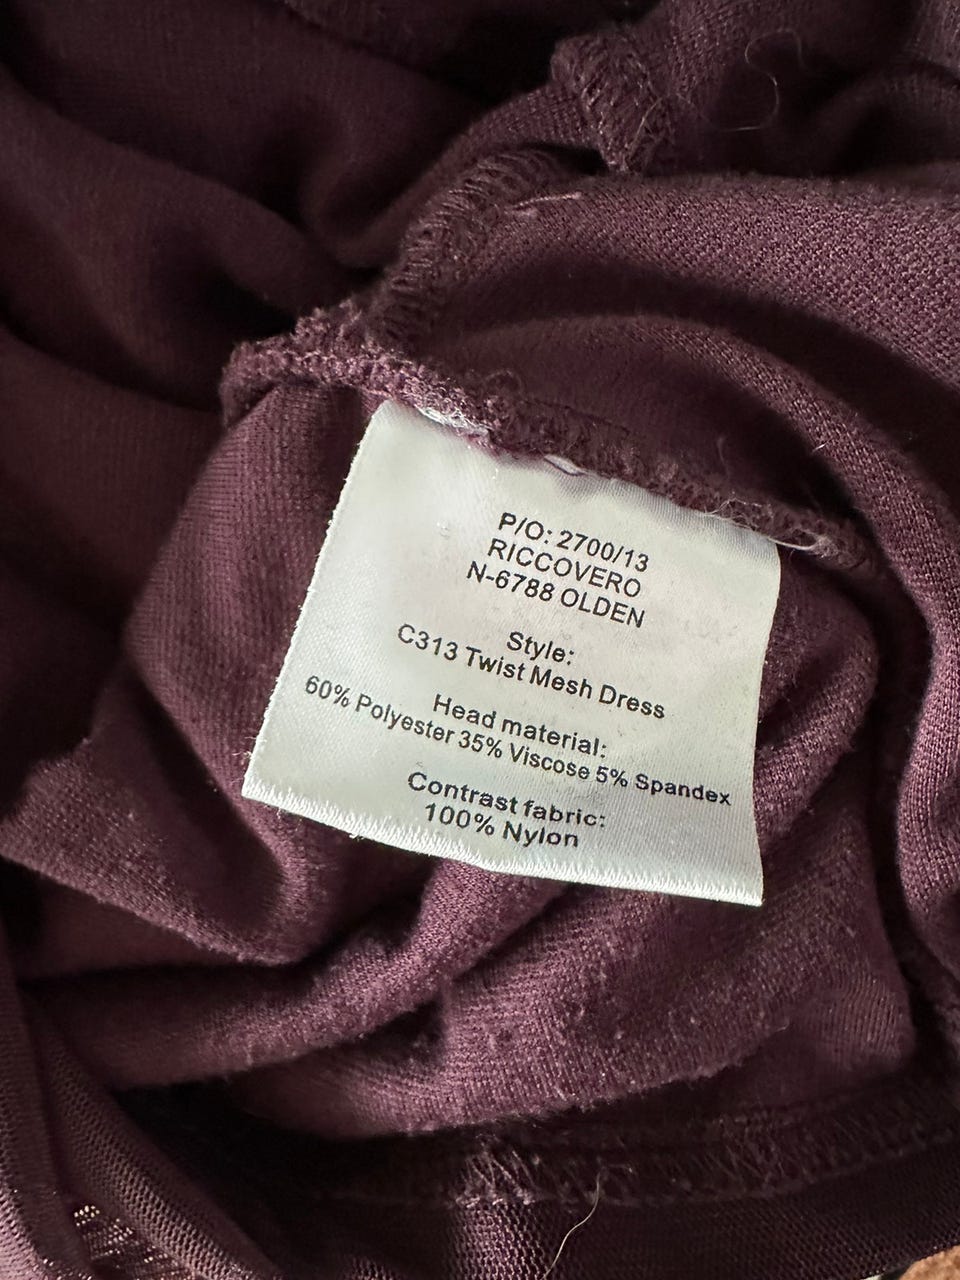 P/O: 2700/13
RICCOVERO
N-6788 OLDEN
Style:
C313 Twist Mesh Dress
Head material:
60% Polyester 35% Viscose 5% Spandex
Contrast fabric:
100% Nylon